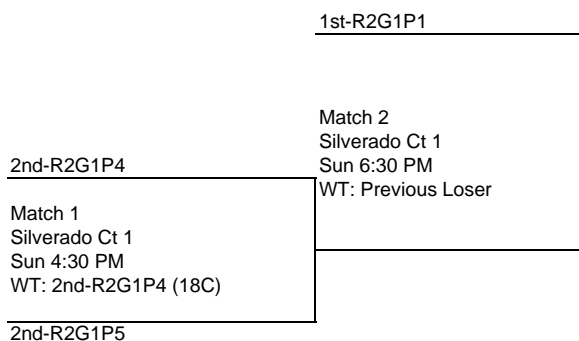 1st-R2G1P1
Match 2
Silverado Ct 1
Sun 6:30 PM
WT: Previous Loser
2nd-R2G1P4
Match 1
Silverado Ct 1
Sun 4:30 PM
WT: 2nd-R2G1P4 (18C)
2nd-R2G1P5